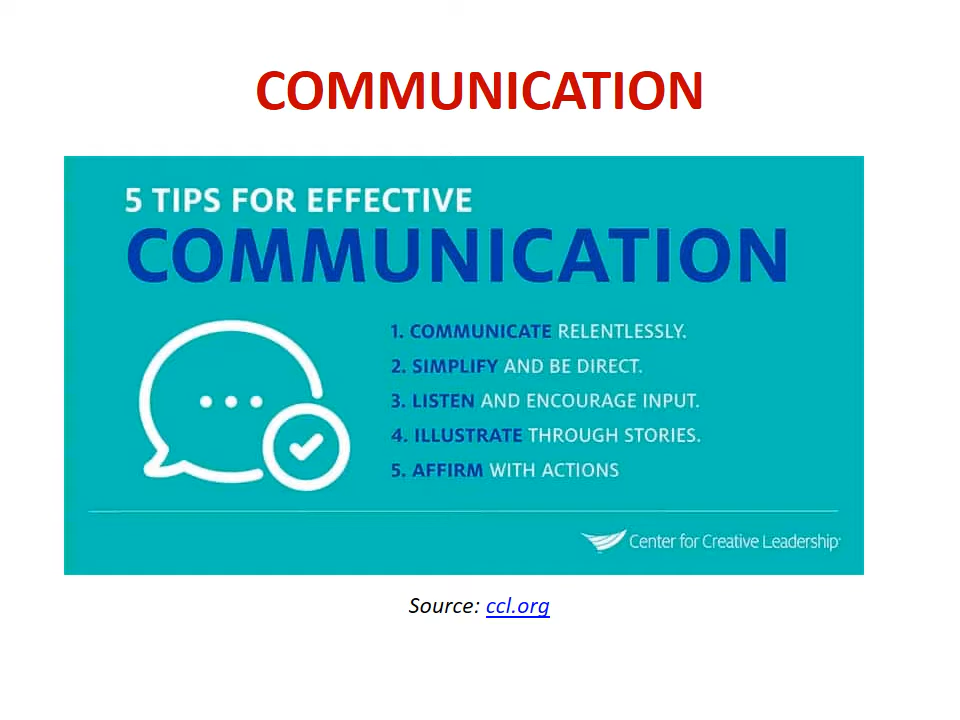 COMMUNICATION
5 TIPS FOR EFFECTIVE
COMMUNICATION
1. COMMUNICATE RELENTLESSLY.
2. SIMPLIFY AND BE DIRECT.
3. LISTEN AND ENCOURAGE INPUT.
4. ILLUSTRATE THROUGH STORIES.
5. AFFIRM WITH ACTIONS
Center for Creative Leadership®
Source: ccl.org